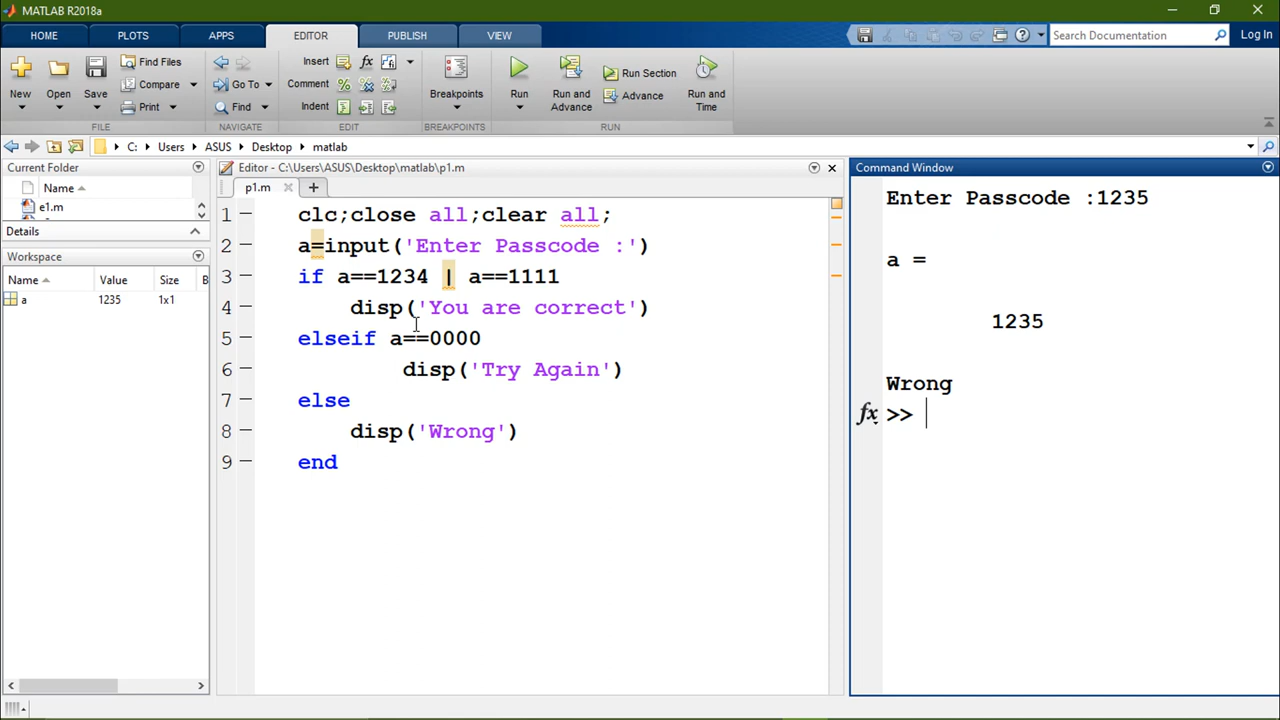 MATLAB R2018a
HOME PLOTS APPS EDITOR PUBLISH VIEW Search Documentation Log In
New Open Save Find Files Compare Print Go To Find Insert fx Comment Indent Breakpoints Run Run and Advance Run Section Advance Run and Time
FILE NAVIGATE EDIT BREAKPOINTS RUN
C: Users ASUS Desktop matlab
Current Folder
Name
e1.m
Details
Workspace
Name Value Size B
a 1235 1x1
Editor - C:\Users\ASUS\Desktop\matlab\p1.m
p1.m
1 clc;close all;clear all;
2 a=input('Enter Passcode :')
3 if a==1234 | a==1111
4 disp('You are correct')
5 elseif a==0000
6 disp('Try Again')
7 else
8 disp('Wrong')
9 end
Command Window
Enter Passcode :1235
a =
1235
Wrong
fx >>